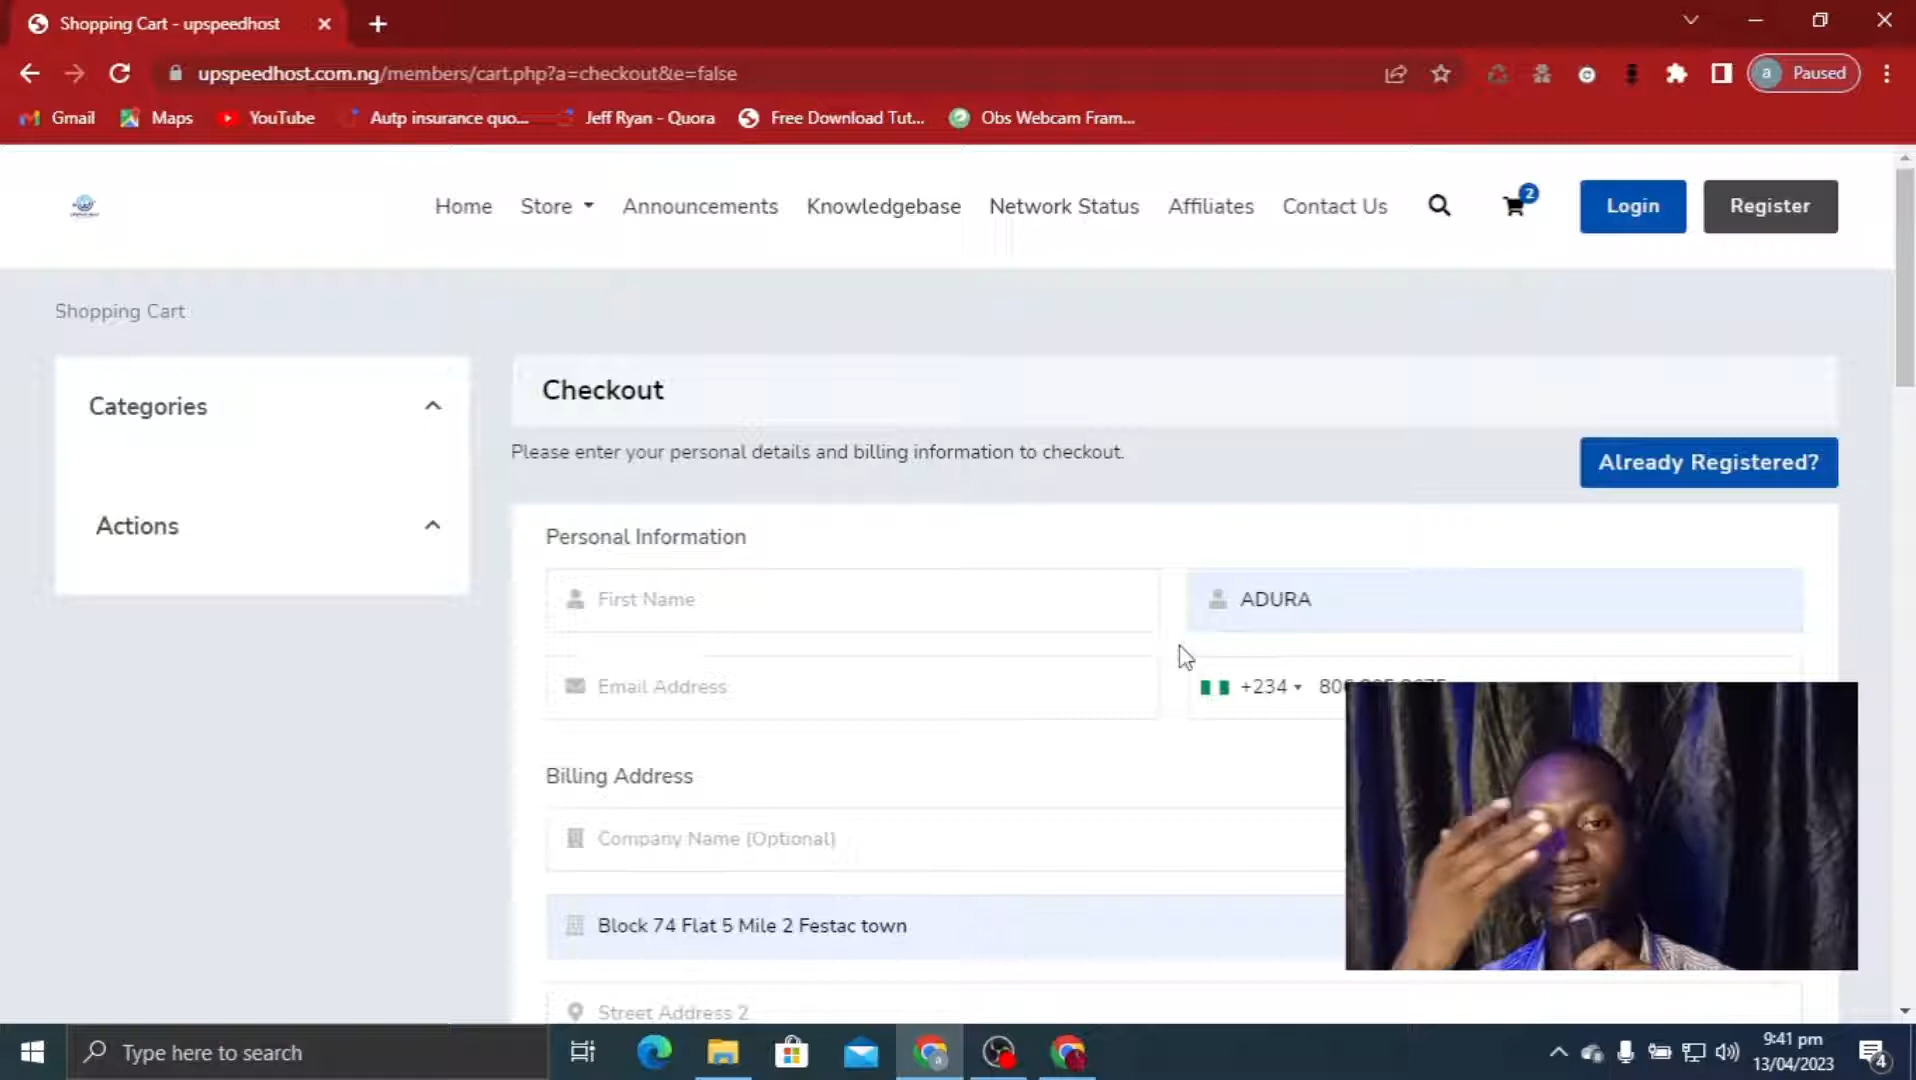 Shopping Cart - upspeedhost
upspeedhost.com.ng/members/cart.php?a=checkout&e=false
a Paused
Gmail Maps YouTube Autp insurance quo... Jeff Ryan - Quora Free Download Tut... Obs Webcam Fram...
Home Store Announcements Knowledgebase Network Status Affiliates Contact Us 2 Login Register
Shopping Cart
Categories
Actions
Checkout
Please enter your personal details and billing information to checkout.
Already Registered?
Personal Information
First Name ADURA
Email Address +234
Billing Address
Company Name (Optional)
Block 74 Flat 5 Mile 2 Festac town
Street Address 2
Type here to search
9:41 pm
13/04/2023
4